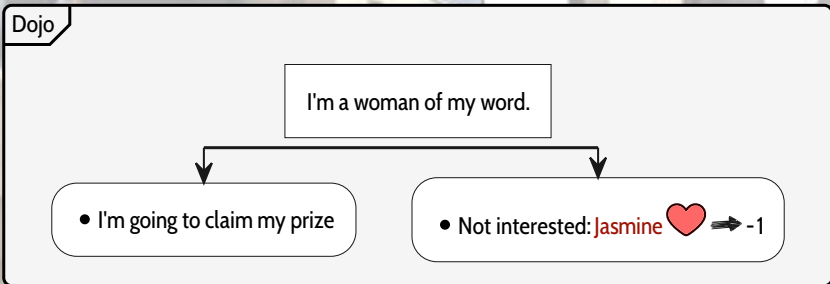 Dojo
I'm a woman of my word.
• I'm going to claim my prize
• Not interested: Jasmine -1